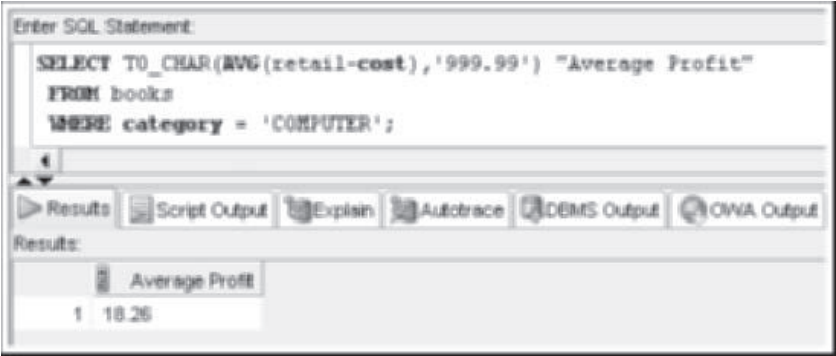 Enter SQL Statement:
SELECT TO_CHAR(AVG(retail-cost),'999.99') "Average Profit"
FROM books
WHERE category = 'COMPUTER';
Results Script Output Explain Autotrace DBMS Output OWA Output
Results:
Average Profit
1 18.26